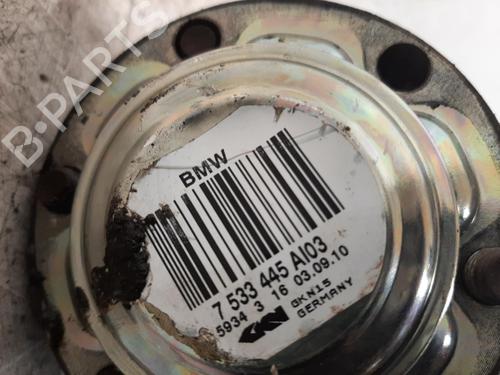 B-PARTS
BMW
7 533 445 AI03
5934 3 16 03.09.10
GKN
GKN15
GERMANY